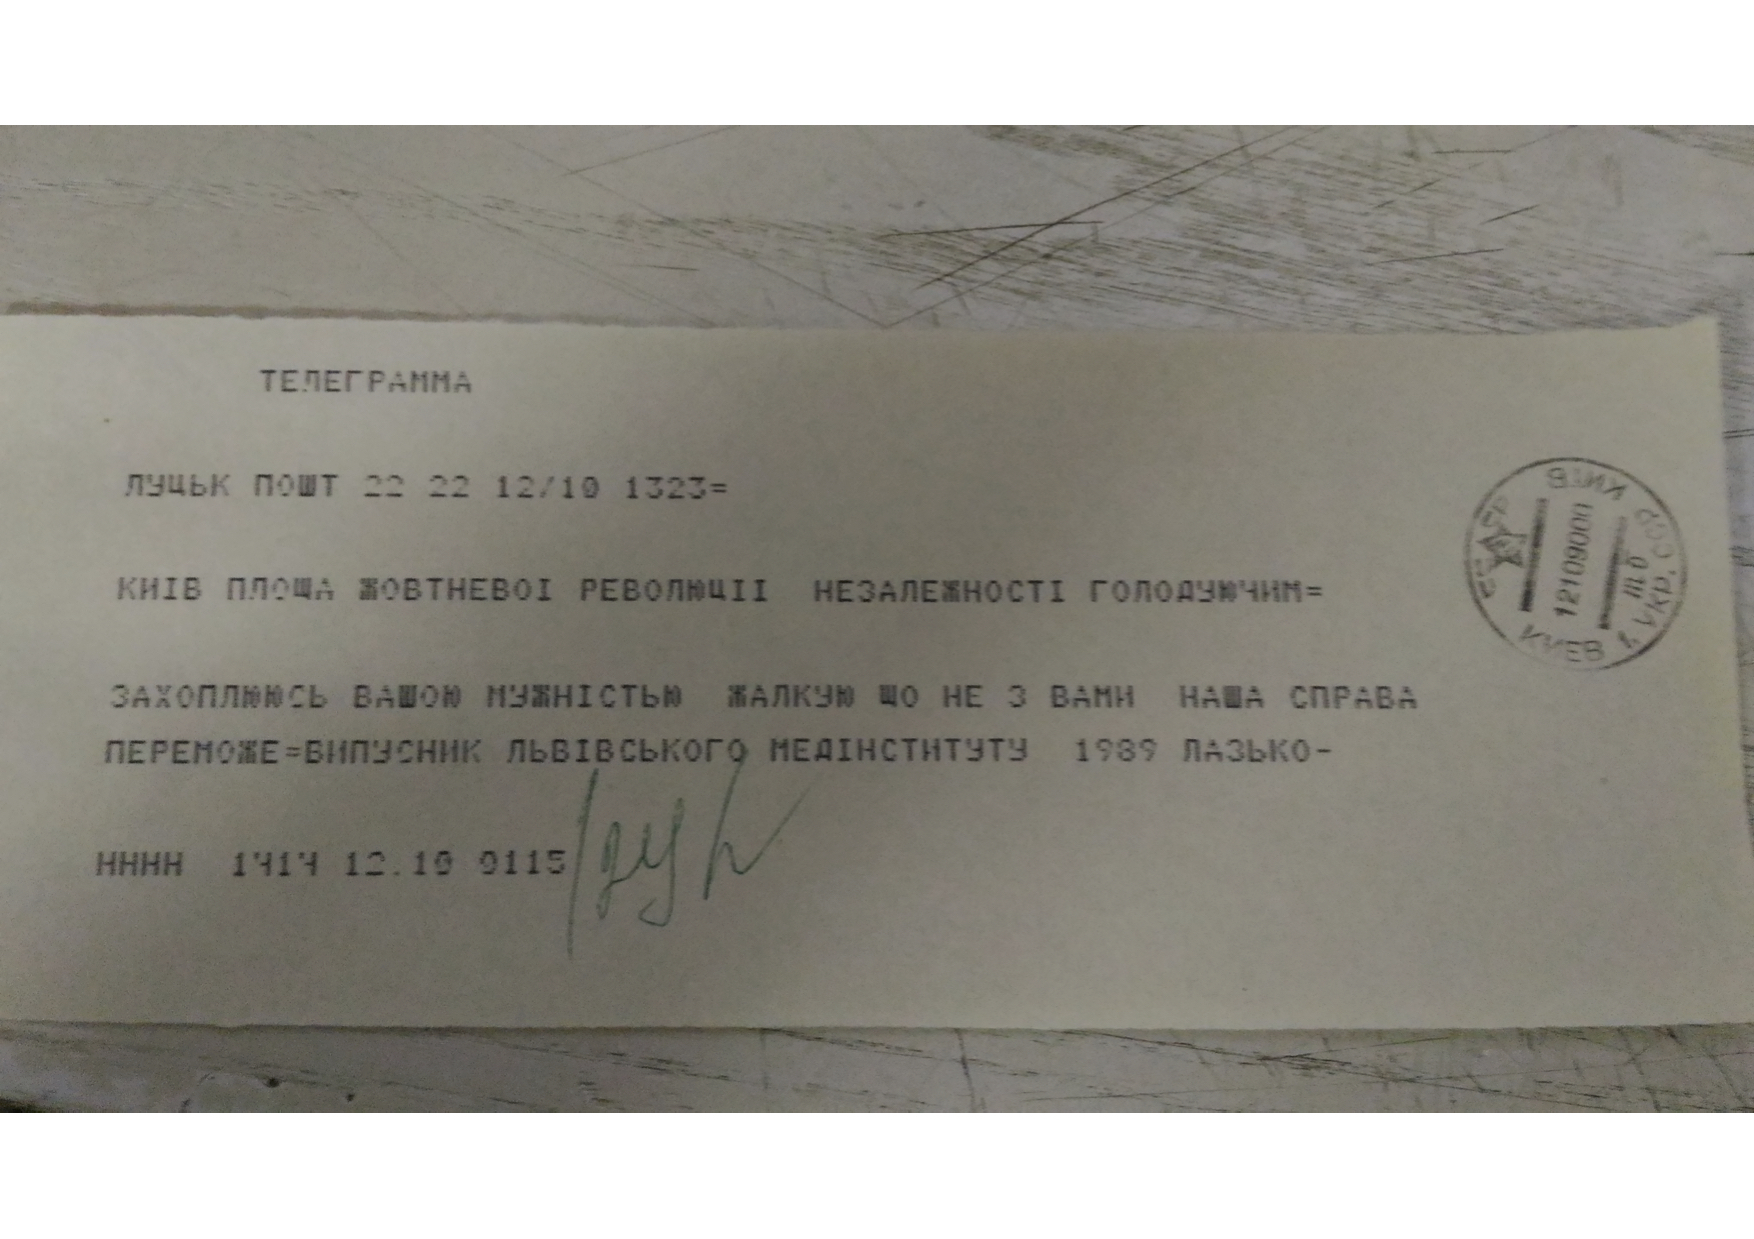 ТЕЛЕГРАММА
ЛУЦЬК ПОШТ 22 22 12/10 1323=
КИІВ ПЛОЩА ЖОВТНЕВОІ РЕВОЛЮЦІІ НЕЗАЛЕЖНОСТІ ГОЛОДУЮЧИМ=
ЗАХОПЛЮЮСЬ ВАШОЮ МУЖНІСТЬЮ ЖАЛКУЮ ЩО НЕ З ВАМИ НАША СПРАВА
ПЕРЕМОЖЕ=ВИПУСНИК ЛЬВІВСЬКОГО МЕДІНСТИТУТУ 1989 ЛАЗЬКО-
НННН 1414 12.10 0115
КИЇВ
12109000
КИЕВ
УКР. ССР